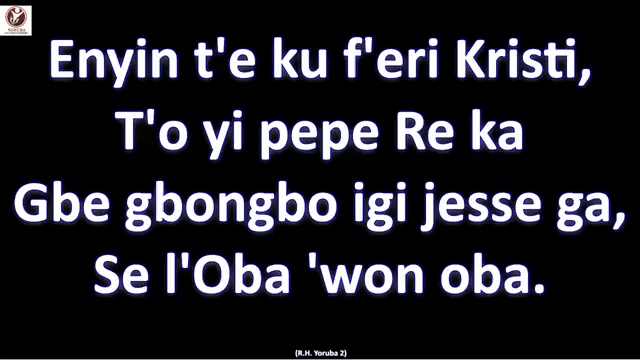 Enyin t'e ku f'eri Kristi,
T'o yi pepe Re ka
Gbe gbongbo igi jesse ga,
Se l'Oba 'won oba.
(R.H. Yoruba 2)